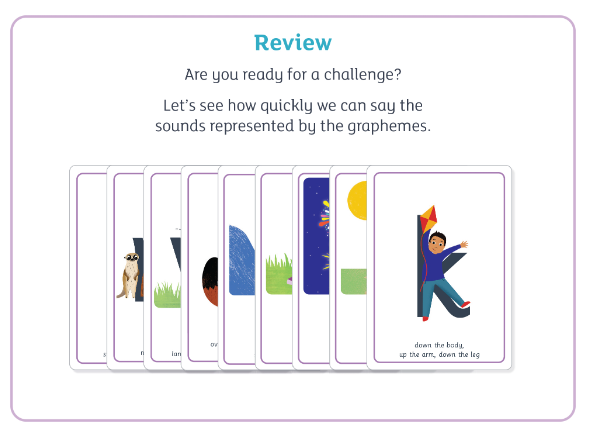 Review
Are you ready for a challenge?
Let's see how quickly we can say the
sounds represented by the graphemes.
down the body,
up the arm, down the leg